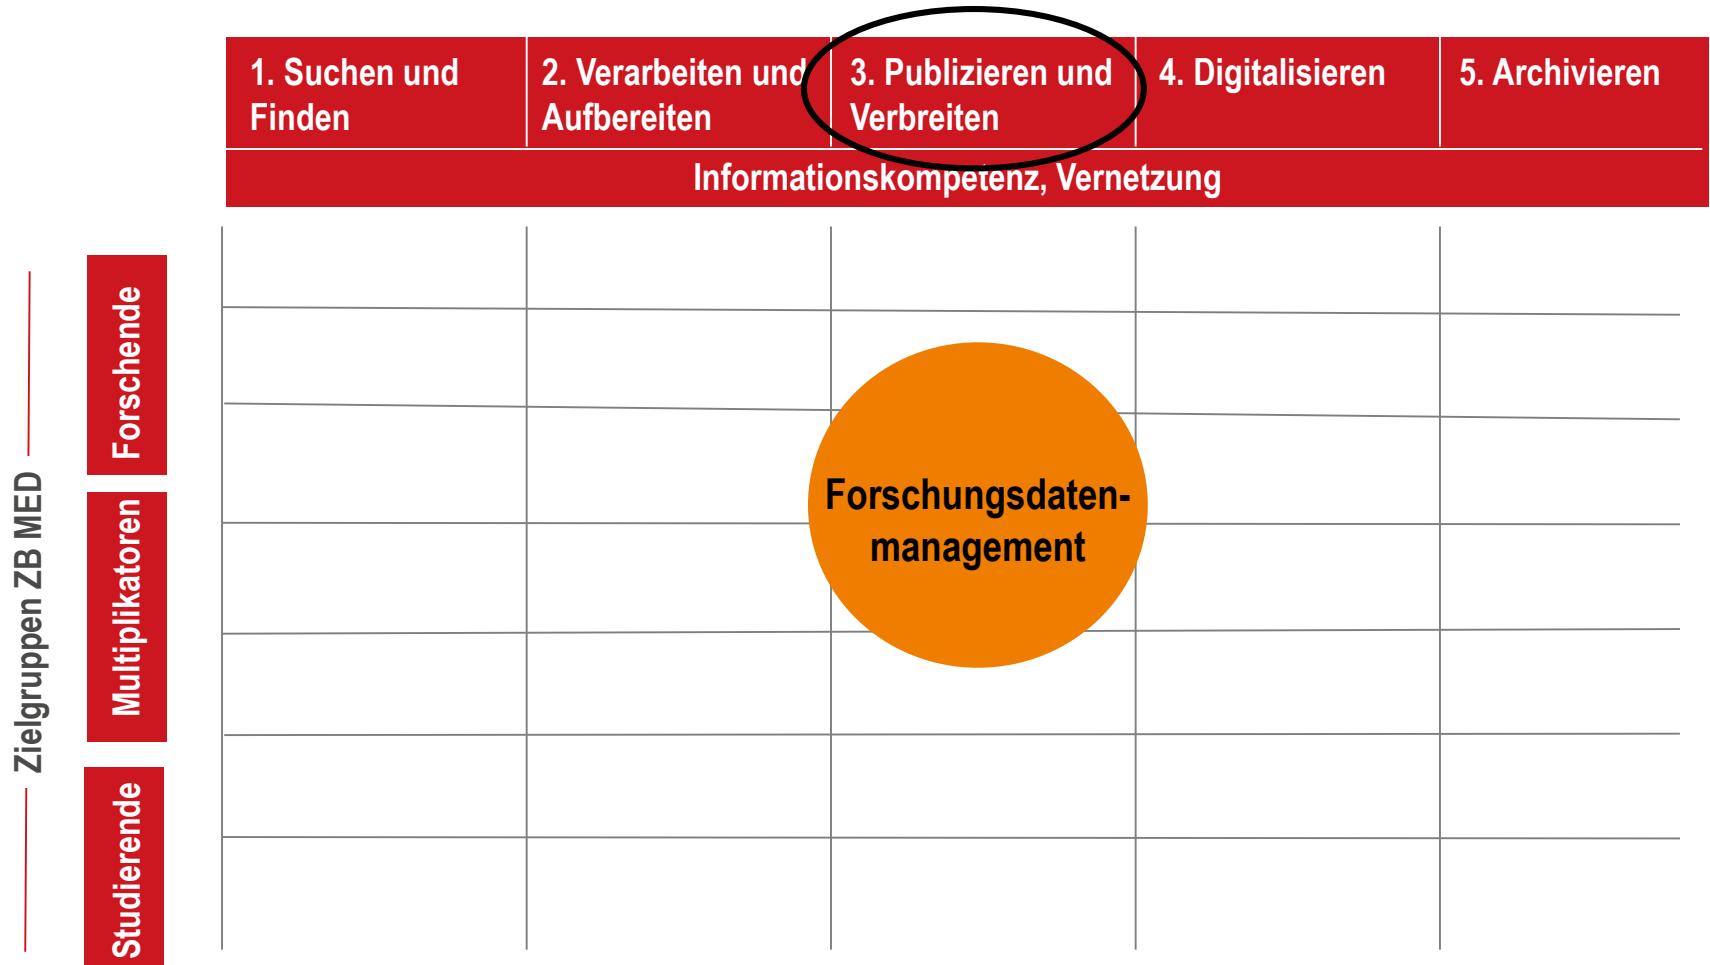 1. Suchen und
Finden
2. Verarbeiten und
Aufbereiten
3. Publizieren und
Verbreiten
4. Digitalisieren
5. Archivieren
Informationskompetenz, Vernetzung
Zielgruppen ZB MED
Forschende
Multiplikatoren
Studierende
Forschungsdaten-
management